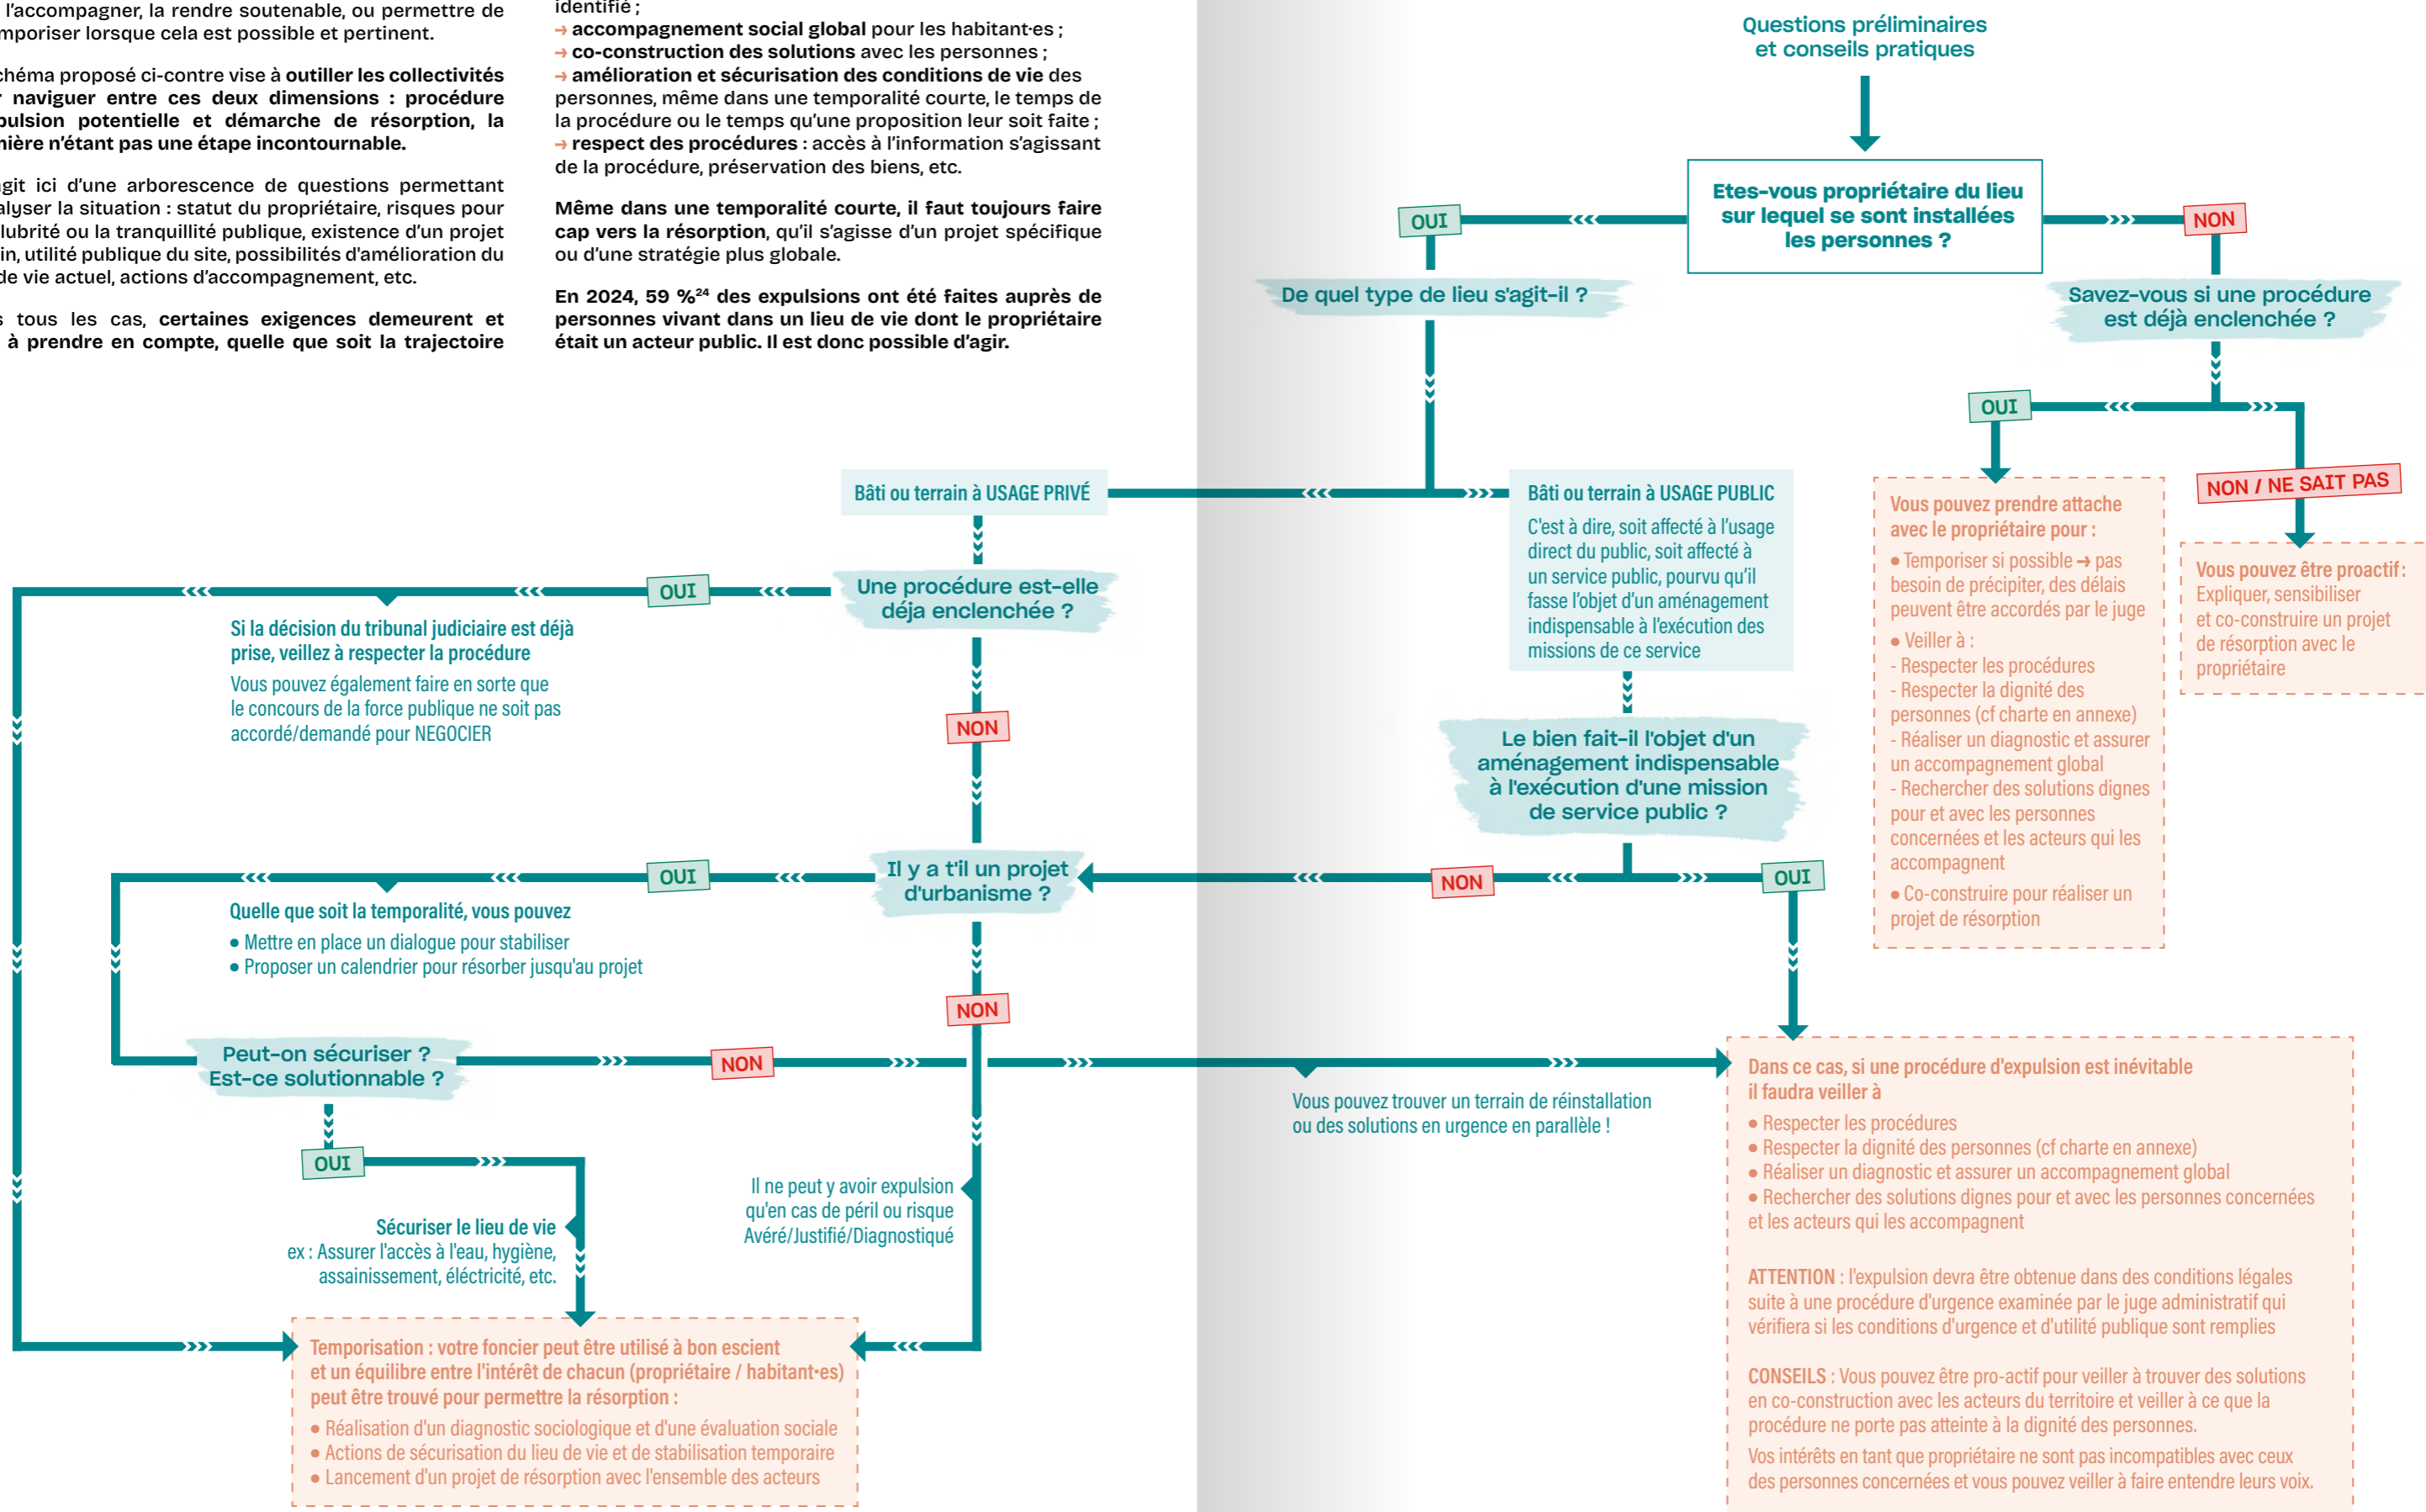 l'accompagner, la rendre soutenable, ou permettre de
mporiser lorsque cela est possible et pertinent.
chéma proposé ci-contre vise à outiller les collectivités
r naviguer entre ces deux dimensions : procédure
pulsion potentielle et démarche de résorption, la
mière n'étant pas une étape incontournable.
git ici d'une arborescence de questions permettant
alyser la situation : statut du propriétaire, risques pour
lubrité ou la tranquillité publique, existence d'un projet
in, utilité publique du site, possibilités d'amélioration du
de vie actuel, actions d'accompagnement, etc.
s tous les cas, certaines exigences demeurent et
à prendre en compte, quelle que soit la trajectoire
identifié ;
→ accompagnement social global pour les habitant·es ;
→ co-construction des solutions avec les personnes ;
→ amélioration et sécurisation des conditions de vie des
personnes, même dans une temporalité courte, le temps de
la procédure ou le temps qu'une proposition leur soit faite ;
→ respect des procédures : accès à l'information s'agissant
de la procédure, préservation des biens, etc.
Même dans une temporalité courte, il faut toujours faire
cap vers la résorption, qu'il s'agisse d'un projet spécifique
ou d'une stratégie plus globale.
En 2024, 59 %24 des expulsions ont été faites auprès de
personnes vivant dans un lieu de vie dont le propriétaire
était un acteur public. Il est donc possible d'agir.
Questions préliminaires
et conseils pratiques
Etes-vous propriétaire du lieu
sur lequel se sont installées
les personnes ?
OUI
NON
De quel type de lieu s'agit-il ?
Savez-vous si une procédure
est déjà enclenchée ?
OUI
NON / NE SAIT PAS
Vous pouvez prendre attache
avec le propriétaire pour :
• Temporiser si possible → pas
besoin de précipiter, des délais
peuvent être accordés par le juge
• Veiller à :
- Respecter les procédures
- Respecter la dignité des
personnes (cf charte en annexe)
- Réaliser un diagnostic et assurer
un accompagnement global
- Rechercher des solutions dignes
pour et avec les personnes
concernées et les acteurs qui les
accompagnent
• Co-construire pour réaliser un
projet de résorption
Vous pouvez être proactif :
Expliquer, sensibiliser
et co-construire un projet
de résorption avec le
propriétaire
Bâti ou terrain à USAGE PRIVÉ
Bâti ou terrain à USAGE PUBLIC
C'est à dire, soit affecté à l'usage
direct du public, soit affecté à
un service public, pourvu qu'il
fasse l'objet d'un aménagement
indispensable à l'exécution des
missions de ce service
Une procédure est-elle
déja enclenchée ?
OUI
Si la décision du tribunal judiciaire est déjà
prise, veillez à respecter la procédure
Vous pouvez également faire en sorte que
le concours de la force publique ne soit pas
accordé/demandé pour NEGOCIER
NON
Le bien fait-il l'objet d'un
aménagement indispensable
à l'exécution d'une mission
de service public ?
NON
OUI
Il y a t'il un projet
d'urbanisme ?
OUI
Quelle que soit la temporalité, vous pouvez
• Mettre en place un dialogue pour stabiliser
• Proposer un calendrier pour résorber jusqu'au projet
NON
Peut-on sécuriser ?
Est-ce solutionnable ?
NON
Vous pouvez trouver un terrain de réinstallation
ou des solutions en urgence en parallèle !
OUI
Sécuriser le lieu de vie
ex : Assurer l'accès à l'eau, hygiène,
assainissement, éléctricité, etc.
Il ne peut y avoir expulsion
qu'en cas de péril ou risque
Avéré/Justifié/Diagnostiqué
Temporisation : votre foncier peut être utilisé à bon escient
et un équilibre entre l'intérêt de chacun (propriétaire / habitant·es)
peut être trouvé pour permettre la résorption :
• Réalisation d'un diagnostic sociologique et d'une évaluation sociale
• Actions de sécurisation du lieu de vie et de stabilisation temporaire
• Lancement d'un projet de résorption avec l'ensemble des acteurs
Dans ce cas, si une procédure d'expulsion est inévitable
il faudra veiller à
• Respecter les procédures
• Respecter la dignité des personnes (cf charte en annexe)
• Réaliser un diagnostic et assurer un accompagnement global
• Rechercher des solutions dignes pour et avec les personnes concernées
et les acteurs qui les accompagnent
ATTENTION : l'expulsion devra être obtenue dans des conditions légales
suite à une procédure d'urgence examinée par le juge administratif qui
vérifiera si les conditions d'urgence et d'utilité publique sont remplies
CONSEILS : Vous pouvez être pro-actif pour veiller à trouver des solutions
en co-construction avec les acteurs du territoire et veiller à ce que la
procédure ne porte pas atteinte à la dignité des personnes.
Vos intérêts en tant que propriétaire ne sont pas incompatibles avec ceux
des personnes concernées et vous pouvez veiller à faire entendre leurs voix.